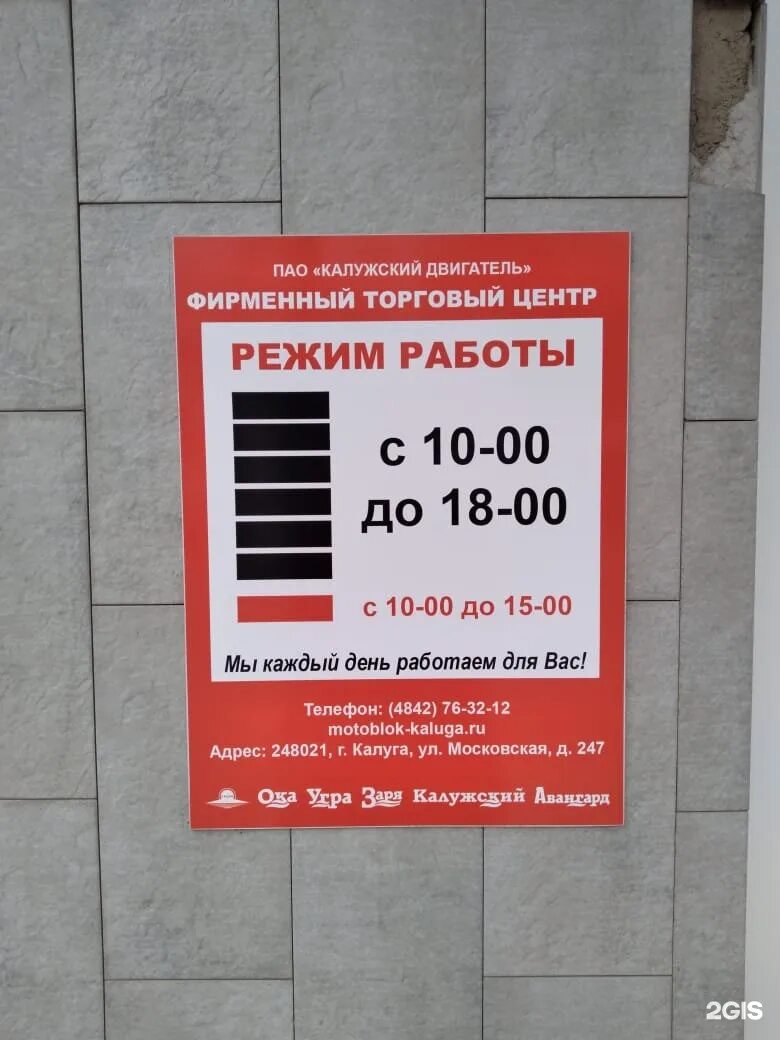 ПАО «КАЛУЖСКИЙ ДВИГАТЕЛЬ»
ФИРМЕННЫЙ ТОРГОВЫЙ ЦЕНТР
РЕЖИМ РАБОТЫ
с 10-00
до 18-00
с 10-00 до 15-00
Мы каждый день работаем для Вас!
Телефон: (4842) 76-32-12
motoblok-kaluga.ru
Адрес: 248021, г. Калуга, ул. Московская, д. 247
Ока Угра Заря Калужский Авангард
2GIS